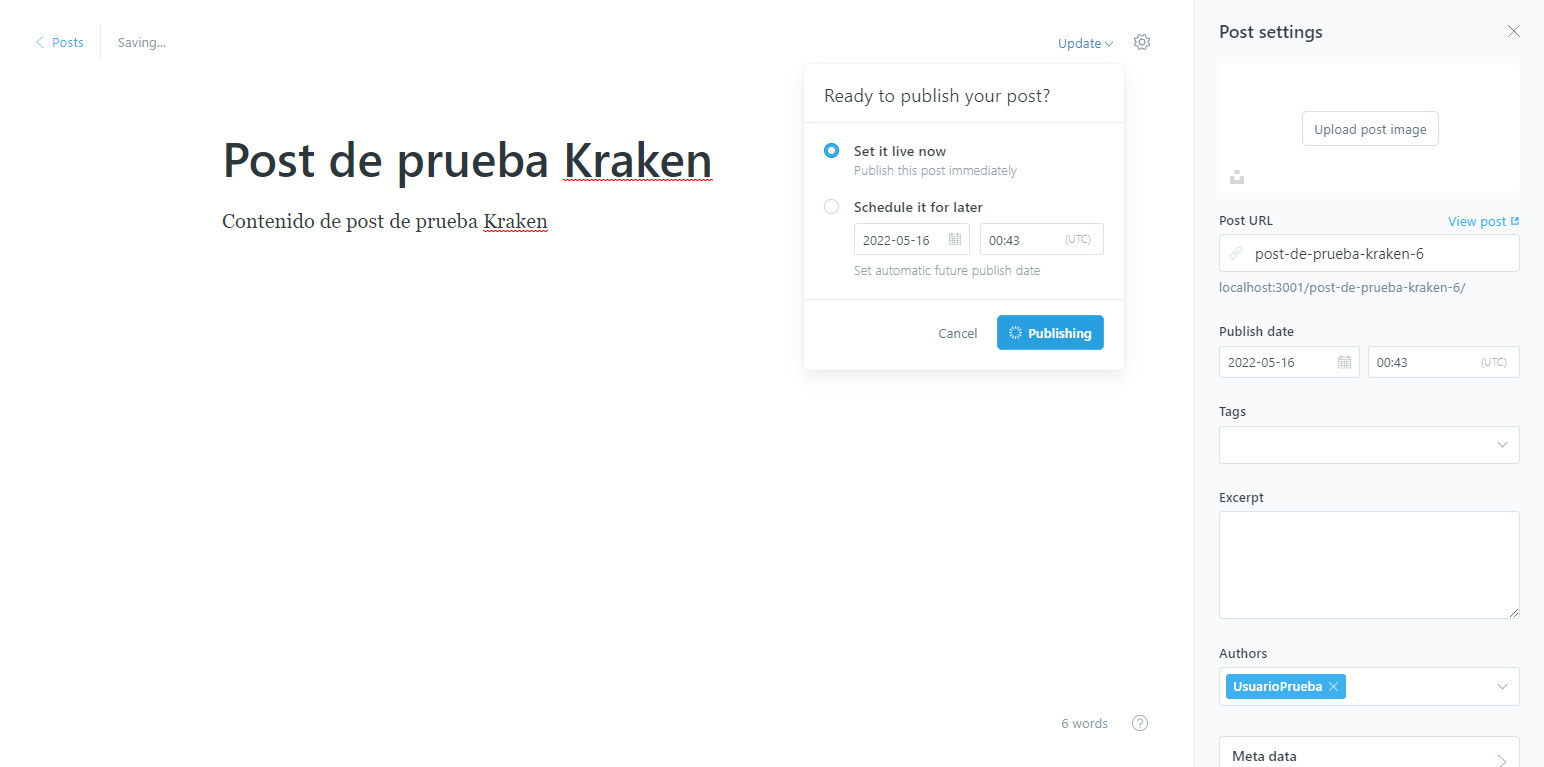 Posts
Saving...
Update
Ready to publish your post?
Set it live now
Publish this post immediately
Schedule it for later
2022-05-16
00:43 (UTC)
Set automatic future publish date
Cancel
Publishing
Post de prueba Kraken
Contenido de post de prueba Kraken
6 words
Post settings
Upload post image
Post URL
View post
post-de-prueba-kraken-6
localhost:3001/post-de-prueba-kraken-6/
Publish date
2022-05-16
00:43 (UTC)
Tags
Excerpt
Authors
UsuarioPrueba
Meta data